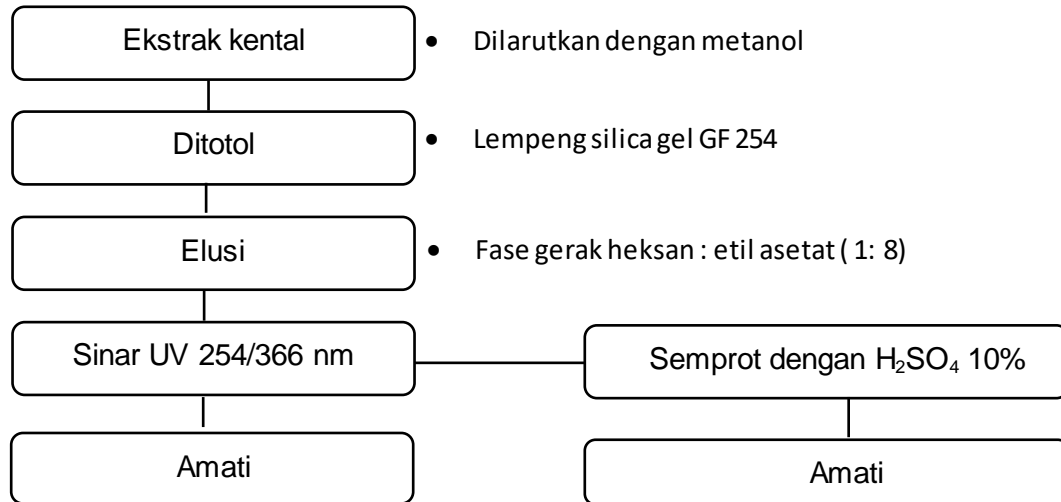 Ekstrak kental
• Dilarutkan dengan metanol
Ditotol
• Lempeng silica gel GF 254
Elusi
• Fase gerak heksan : etil asetat ( 1: 8)
Sinar UV 254/366 nm
Semprot dengan H₂SO₄ 10%
Amati
Amati